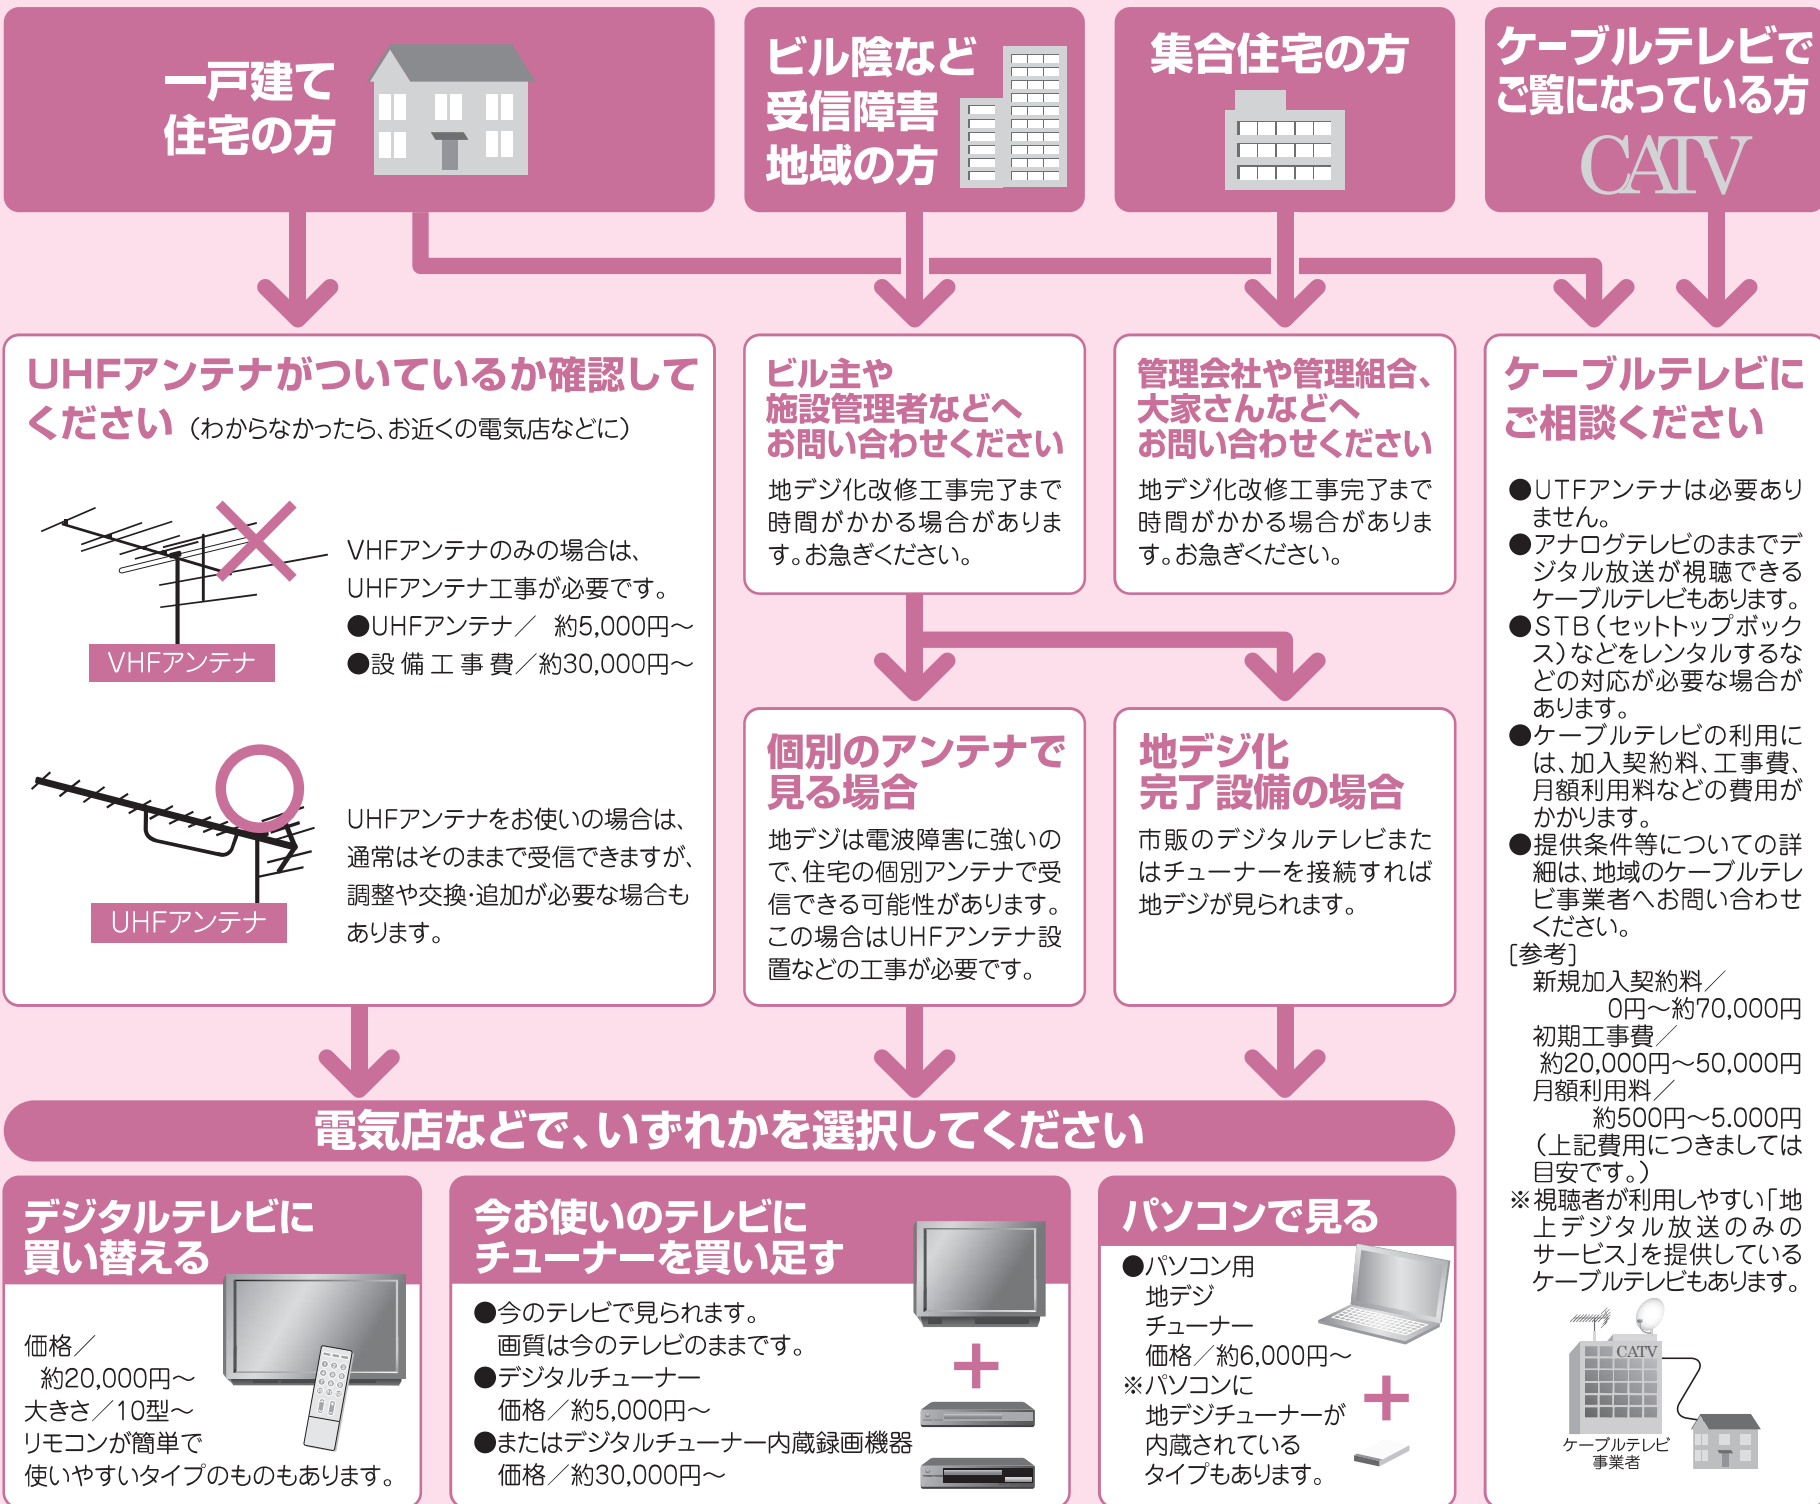 一戸建て
住宅の方
ビル陰など
受信障害
地域の方
集合住宅の方
ケーブルテレビで
ご覧になっている方
CATV
UHFアンテナがついているか確認して
ください（わからなかったら、お近くの電気店などに）
VHFアンテナのみの場合は、
UHFアンテナ工事が必要です。
●UHFアンテナ／ 約5,000円〜
●設備工事費／約30,000円〜
VHFアンテナ
UHFアンテナをお使いの場合は、
通常はそのままで受信できますが、
調整や交換・追加が必要な場合も
あります。
UHFアンテナ
ビル主や
施設管理者などへ
お問い合わせください
地デジ化改修工事完了まで
時間がかかる場合がありま
す。お急ぎください。
管理会社や管理組合、
大家さんなどへ
お問い合わせください
地デジ化改修工事完了まで
時間がかかる場合がありま
す。お急ぎください。
個別のアンテナで
見る場合
地デジは電波障害に強いの
で、住宅の個別アンテナで受
信できる可能性があります。
この場合はUHFアンテナ設
置などの工事が必要です。
地デジ化
完了設備の場合
市販のデジタルテレビまた
はチューナーを接続すれば
地デジが見られます。
ケーブルテレビに
ご相談ください
●UTFアンテナは必要あり
ません。
●アナログテレビのままでデ
ジタル放送が視聴できる
ケーブルテレビもあります。
●STB（セットトップボック
ス）などをレンタルするな
どの対応が必要な場合が
あります。
●ケーブルテレビの利用に
は、加入契約料、工事費、
月額利用料などの費用が
かかります。
●提供条件等についての詳
細は、地域のケーブルテレ
ビ事業者へお問い合わせ
ください。
［参考］
新規加入契約料／
0円〜約70,000円
初期工事費／
約20,000円〜50,000円
月額利用料／
約500円〜5.000円
（上記費用につきましては
目安です。）
※視聴者が利用しやすい「地
上デジタル放送のみの
サービス」を提供している
ケーブルテレビもあります。
CATV
ケーブルテレビ
事業者
電気店などで、いずれかを選択してください
デジタルテレビに
買い替える
価格／
約20,000円〜
大きさ／10型〜
リモコンが簡単で
使いやすいタイプのものもあります。
今お使いのテレビに
チューナーを買い足す
●今のテレビで見られます。
画質は今のテレビのままです。
●デジタルチューナー
価格／約5,000円〜
●またはデジタルチューナー内蔵録画機器
価格／約30,000円〜
パソコンで見る
●パソコン用
地デジ
チューナー
価格／約6,000円〜
※パソコンに
地デジチューナーが
内蔵されている
タイプもあります。